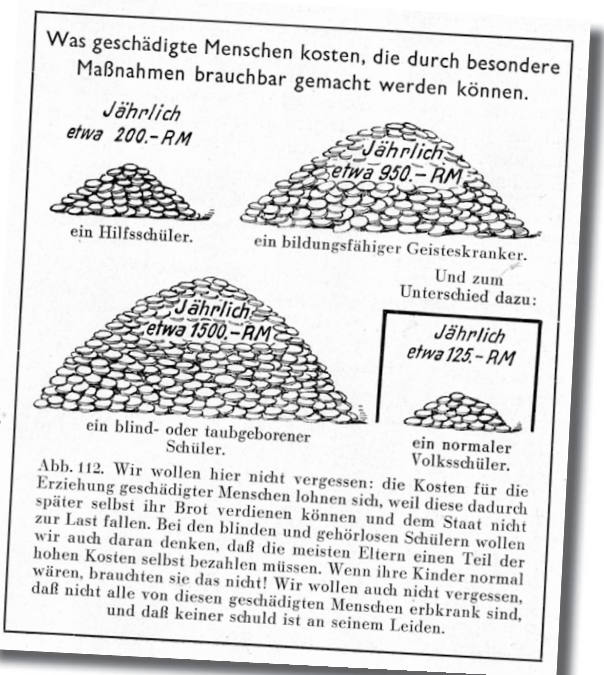 Was geschädigte Menschen kosten, die durch besondere
Maßnahmen brauchbar gemacht werden können.
Jährlich
etwa 200.-RM
ein Hilfsschüler.
Jährlich
etwa 950.-RM
ein bildungsfähiger Geisteskranker.
Jährlich
etwa 1500.-RM
ein blind- oder taubgeborener
Schüler.
Und zum
Unterschied dazu:
Jährlich
etwa 125.-RM
ein normaler
Volksschüler.
Abb. 112. Wir wollen hier nicht vergessen: die Kosten für die
Erziehung geschädigter Menschen lohnen sich, weil diese dadurch
später selbst ihr Brot verdienen können und dem Staat nicht
zur Last fallen. Bei den blinden und gehörlosen Schülern wollen
wir auch daran denken, daß die meisten Eltern einen Teil der
hohen Kosten selbst bezahlen müssen. Wenn ihre Kinder normal
wären, brauchten sie das nicht! Wir wollen auch nicht vergessen,
daß nicht alle von diesen geschädigten Menschen erbkrank sind,
und daß keiner schuld ist an seinem Leiden.